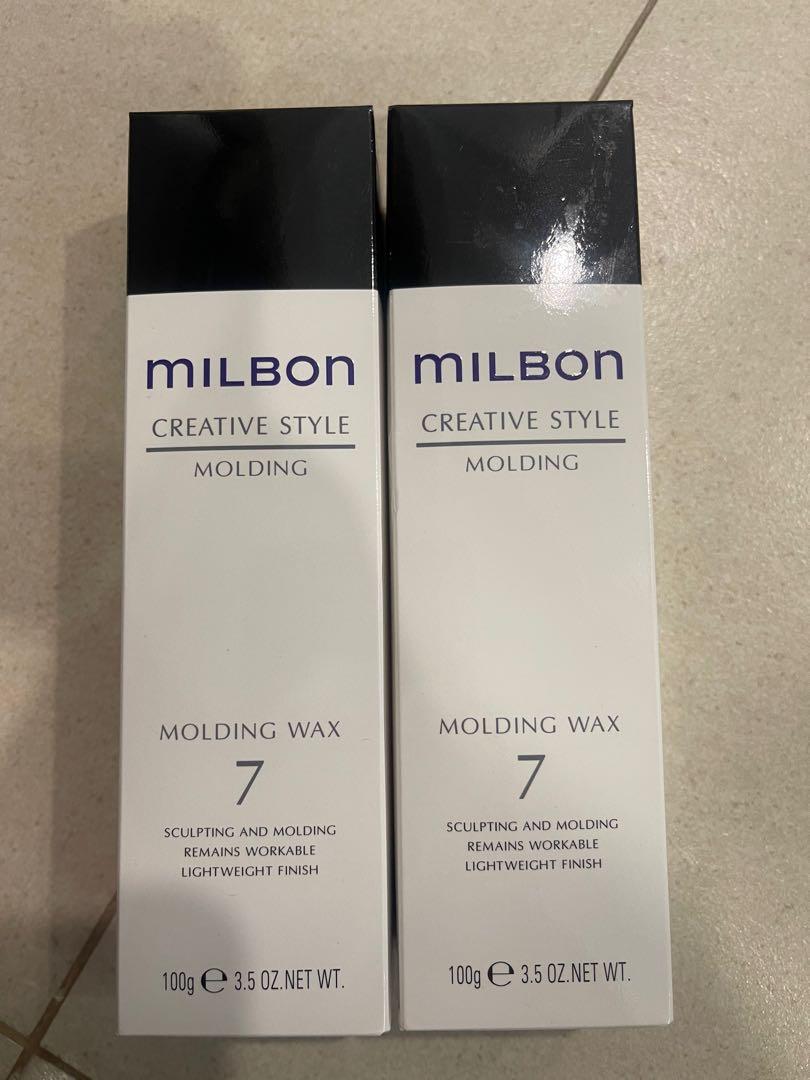 mILBon
CREATIVE STYLE
MOLDING
MOLDING WAX
7
SCULPTING AND MOLDING
REMAINS WORKABLE
LIGHTWEIGHT FINISH
100g ℮ 3.5 OZ.NET WT.
mILBon
CREATIVE STYLE
MOLDING
MOLDING WAX
7
SCULPTING AND MOLDING
REMAINS WORKABLE
LIGHTWEIGHT FINISH
100g ℮ 3.5 OZ.NET WT.